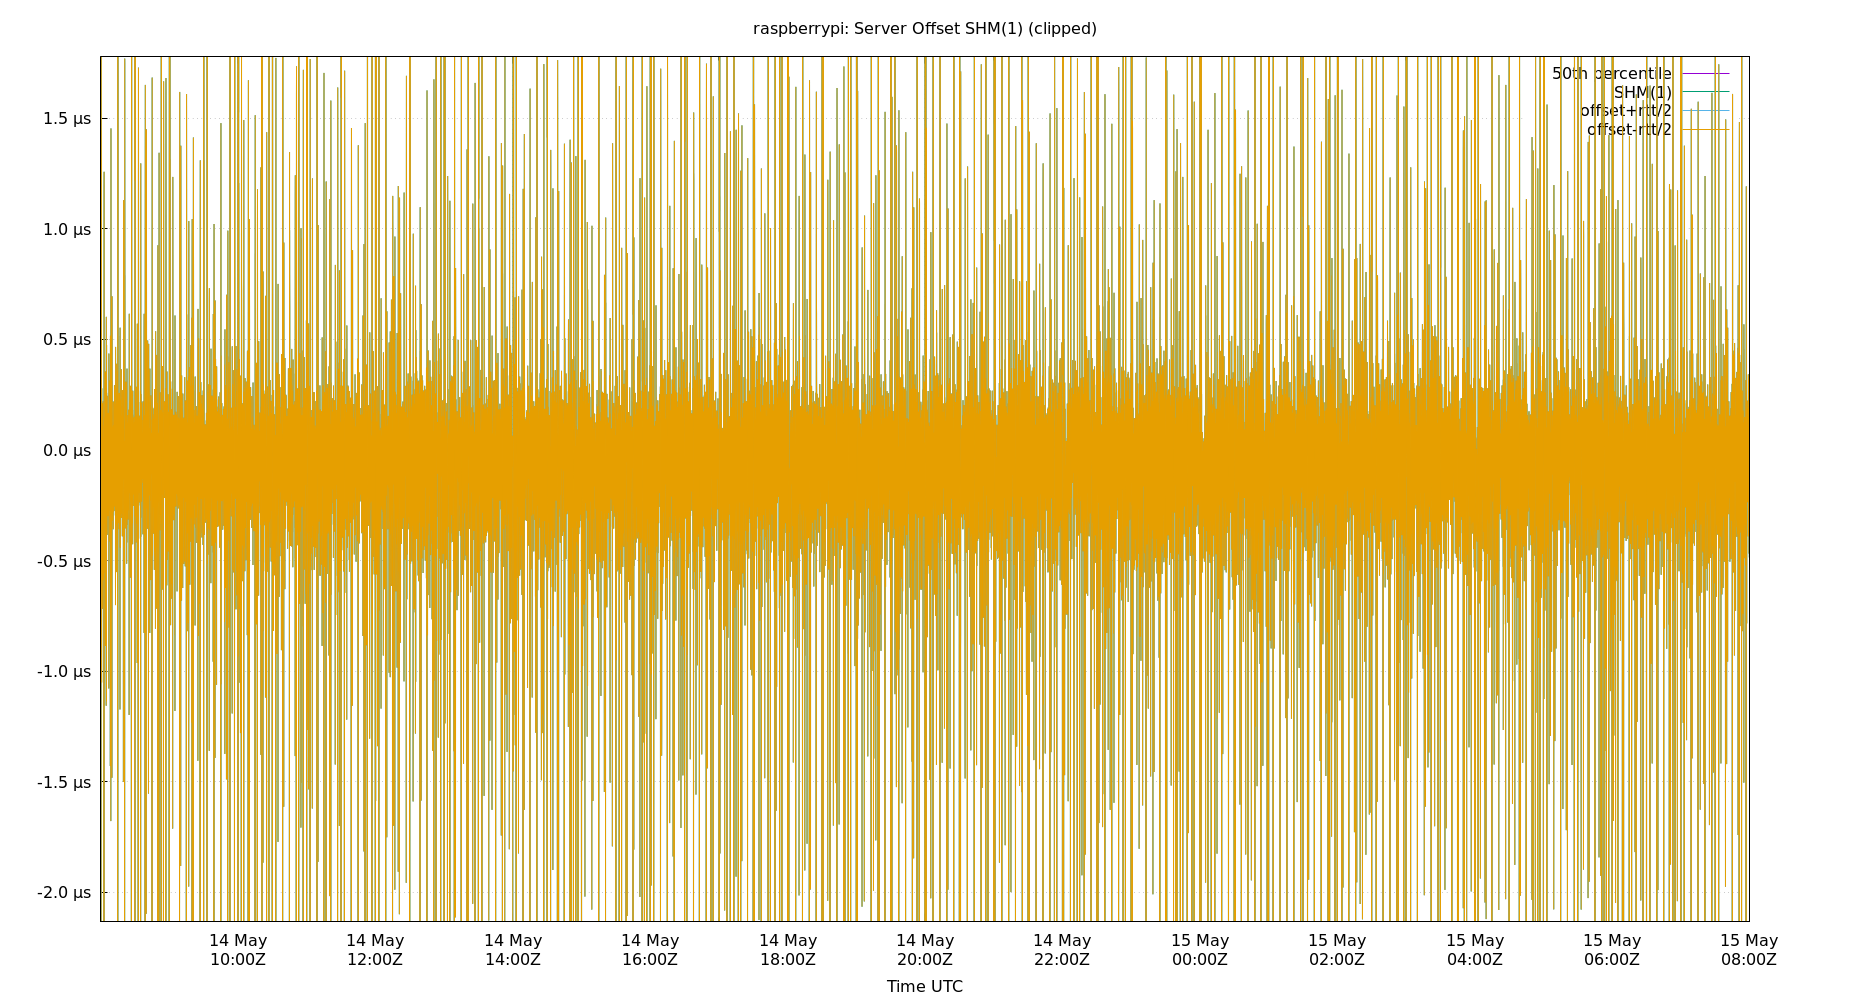 raspberrypi: Server Offset SHM(1) (clipped)
50th percentile
SHM(1)
offset+rtt/2
offset-rtt/2
1.5 µs
1.0 µs
0.5 µs
0.0 µs
-0.5 µs
-1.0 µs
-1.5 µs
-2.0 µs
14 May 14 May 14 May 14 May 14 May 14 May 14 May 15 May 15 May 15 May 15 May 15 May
10:00Z 12:00Z 14:00Z 16:00Z 18:00Z 20:00Z 22:00Z 00:00Z 02:00Z 04:00Z 06:00Z 08:00Z
Time UTC